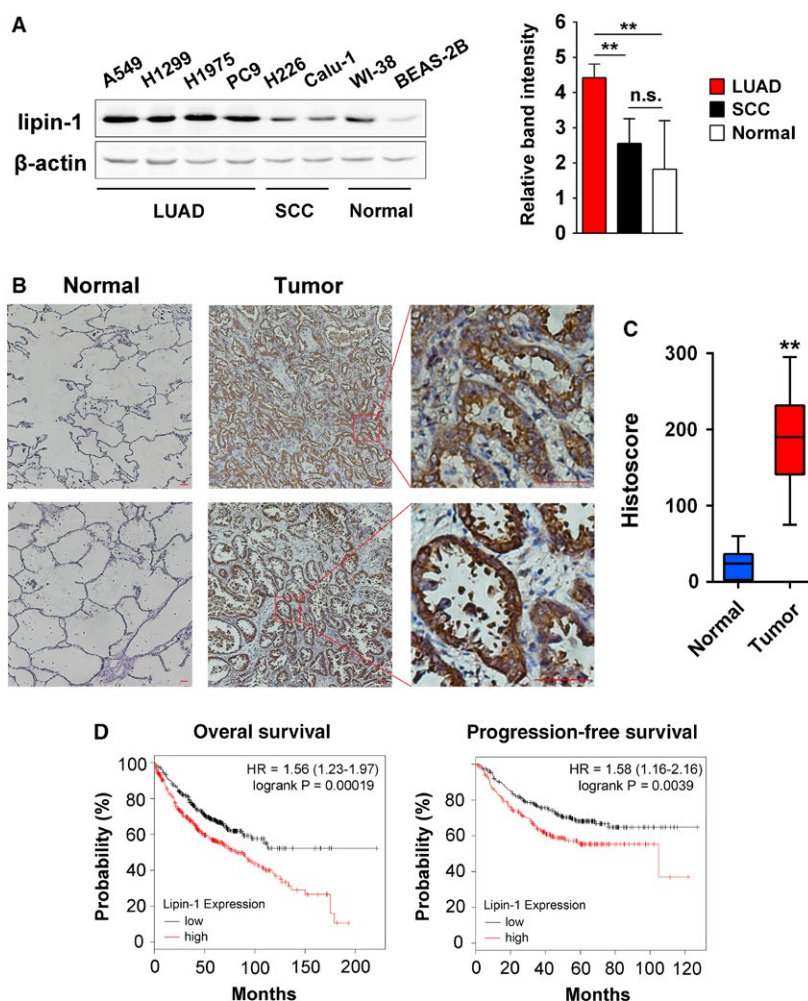 A
A549 H1299 H1975 PC9 H226 Calu-1 WI-38 BEAS-2B
lipin-1
β-actin
LUAD SCC Normal
Relative band intensity
6
5
4
3
2
1
0
**
**
n.s.
LUAD
SCC
Normal
B
Normal Tumor
C
Histoscore
300
200
100
0
**
Normal Tumor
D
Overal survival
Probability (%)
100
80
60
40
20
0
HR = 1.56 (1.23-1.97)
logrank P = 0.00019
Lipin-1 Expression
low
high
0 50 100 150 200
Months
Progression-free survival
Probability (%)
80
60
40
20
0
HR = 1.58 (1.16-2.16)
logrank P = 0.0039
Lipin-1 Expression
low
high
0 20 40 60 80 100 120
Months